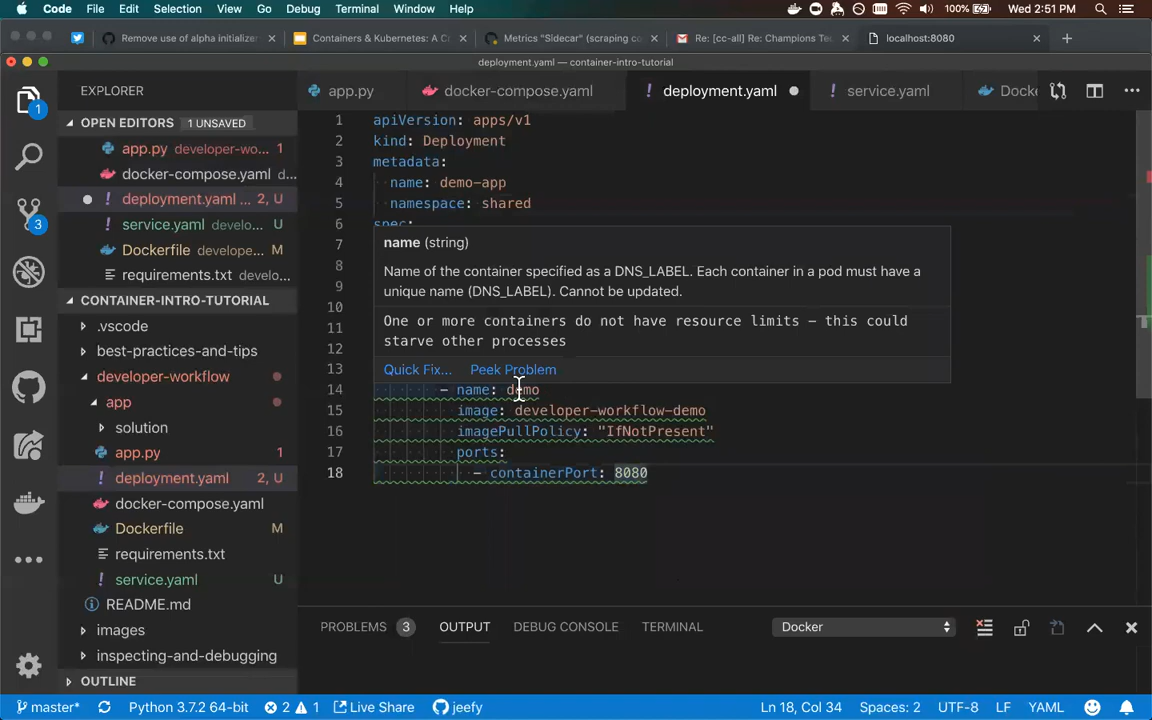 Code File Edit Selection View Go Debug Terminal Window Help 100% Wed 2:51 PM
Remove use of alpha initializer Containers & Kubernetes: A C Metrics "Sidecar" (scraping co Re: [cc-all] Re: Champions Te localhost:8080
deployment.yaml — container-intro-tutorial
EXPLORER
app.py docker-compose.yaml deployment.yaml service.yaml Docke
OPEN EDITORS 1 UNSAVED
app.py developer-wo... 1
docker-compose.yaml d...
deployment.yaml ... 2, U
service.yaml develo... U
Dockerfile develope... M
requirements.txt develo...
CONTAINER-INTRO-TUTORIAL
.vscode
best-practices-and-tips
developer-workflow
app
solution
app.py 1
deployment.yaml 2, U
docker-compose.yaml
Dockerfile M
requirements.txt
service.yaml U
README.md
images
inspecting-and-debugging
OUTLINE
1 apiVersion: apps/v1
2 kind: Deployment
3 metadata:
4 name: demo-app
5 namespace: shared
6 spec:
7
8
9
10
11
12
13
name (string)
Name of the container specified as a DNS_LABEL. Each container in a pod must have a
unique name (DNS_LABEL). Cannot be updated.
One or more containers do not have resource limits - this could
starve other processes
Quick Fix... Peek Problem
14 - name: demo
15 image: developer-workflow-demo
16 imagePullPolicy: "IfNotPresent"
17 ports:
18 - containerPort: 8080
PROBLEMS 3 OUTPUT DEBUG CONSOLE TERMINAL Docker
1
3
master* Python 3.7.2 64-bit 2 1 Live Share jeefy Ln 18, Col 34 Spaces: 2 UTF-8 LF YAML